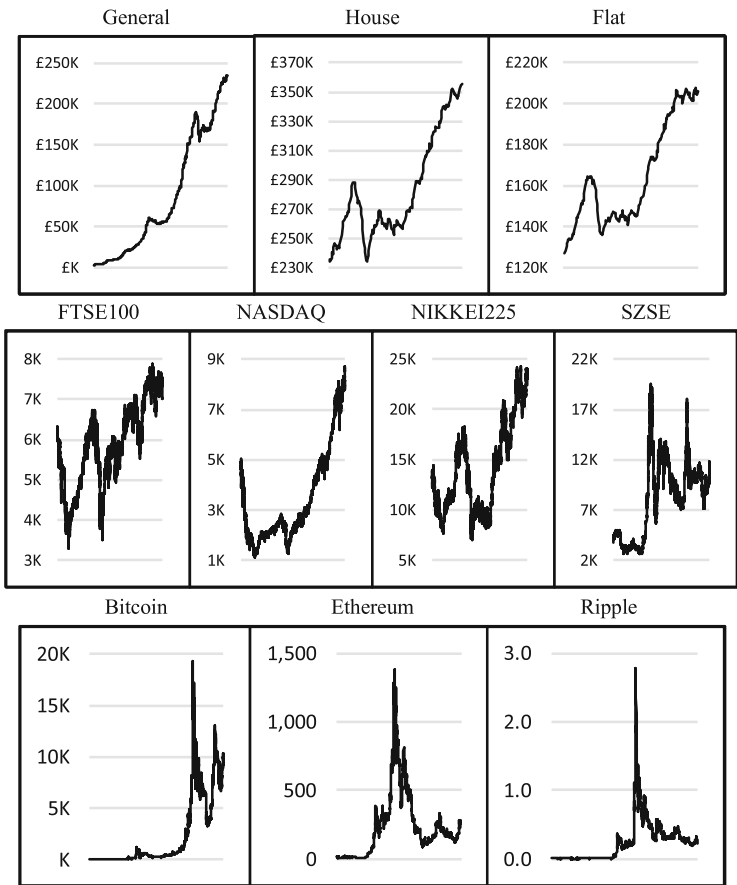 General House Flat
£250K £370K £220K
£200K £350K £200K
£330K
£150K £310K £180K
£100K £290K £160K
£270K
£50K £250K £140K
£K £230K £120K
FTSE100 NASDAQ NIKKEI225 SZSE
8K 9K 25K 22K
7K 7K 20K 17K
6K
5K 5K 15K 12K
4K 3K 10K 7K
3K 1K 5K 2K
Bitcoin Ethereum Ripple
20K 1,500 3.0
15K 1,000 2.0
10K
5K 500 1.0
K 0 0.0